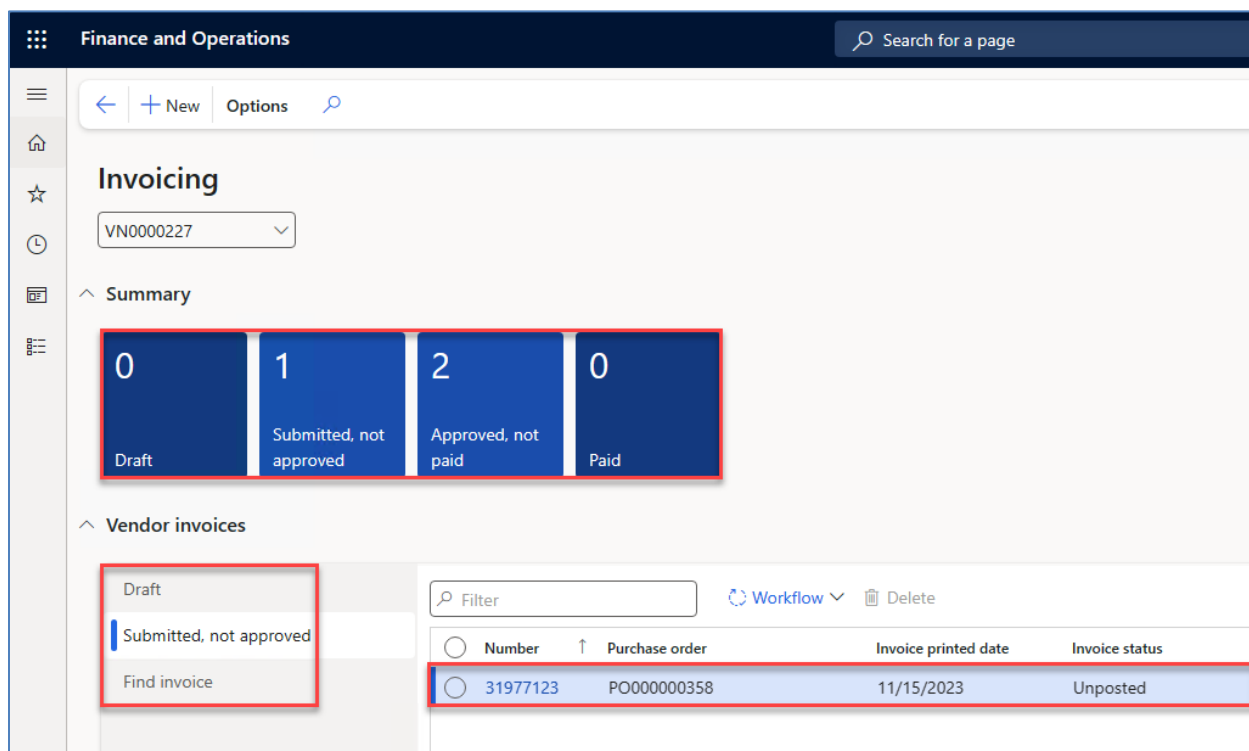 Finance and Operations
Search for a page
New
Options
Invoicing
VN0000227
Summary
0
1
2
0
Draft
Submitted, not
approved
Approved, not
paid
Paid
Vendor invoices
Draft
Submitted, not approved
Find invoice
Filter
Workflow
Delete
Number Purchase order Invoice printed date Invoice status
31977123 PO000000358 11/15/2023 Unposted